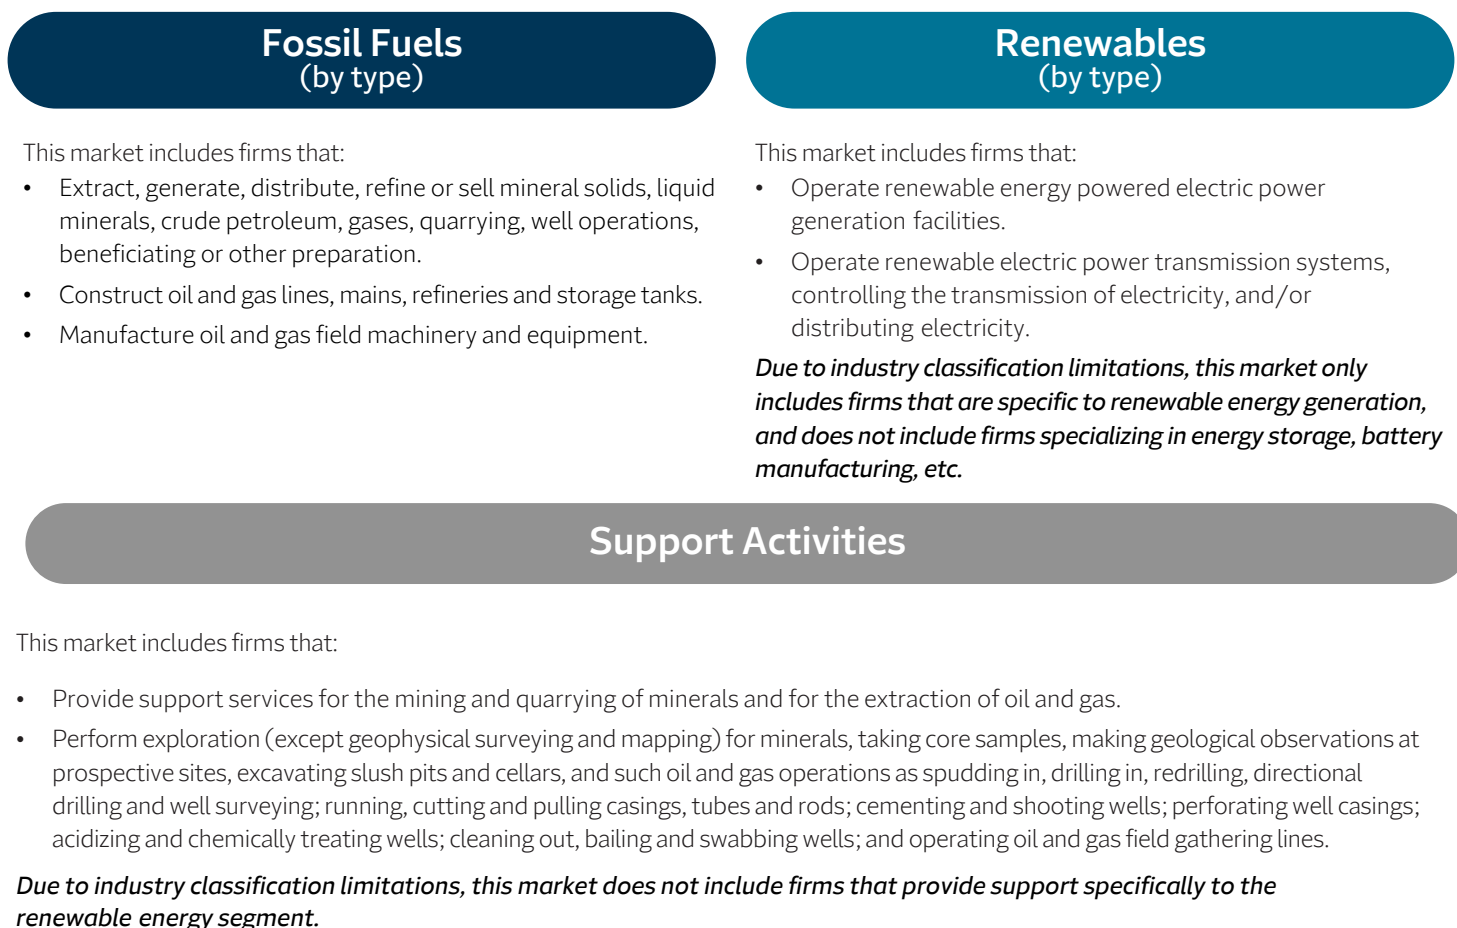 Fossil Fuels
(by type)
This market includes firms that:
• Extract, generate, distribute, refine or sell mineral solids, liquid
minerals, crude petroleum, gases, quarrying, well operations,
beneficiating or other preparation.
• Construct oil and gas lines, mains, refineries and storage tanks.
• Manufacture oil and gas field machinery and equipment.
Renewables
(by type)
This market includes firms that:
• Operate renewable energy powered electric power
generation facilities.
• Operate renewable electric power transmission systems,
controlling the transmission of electricity, and/or
distributing electricity.
Due to industry classification limitations, this market only
includes firms that are specific to renewable energy generation,
and does not include firms specializing in energy storage, battery
manufacturing, etc.
Support Activities
This market includes firms that:
• Provide support services for the mining and quarrying of minerals and for the extraction of oil and gas.
• Perform exploration (except geophysical surveying and mapping) for minerals, taking core samples, making geological observations at
prospective sites, excavating slush pits and cellars, and such oil and gas operations as spudding in, drilling in, redrilling, directional
drilling and well surveying; running, cutting and pulling casings, tubes and rods; cementing and shooting wells; perforating well casings;
acidizing and chemically treating wells; cleaning out, bailing and swabbing wells; and operating oil and gas field gathering lines.
Due to industry classification limitations, this market does not include firms that provide support specifically to the
renewable energy segment.